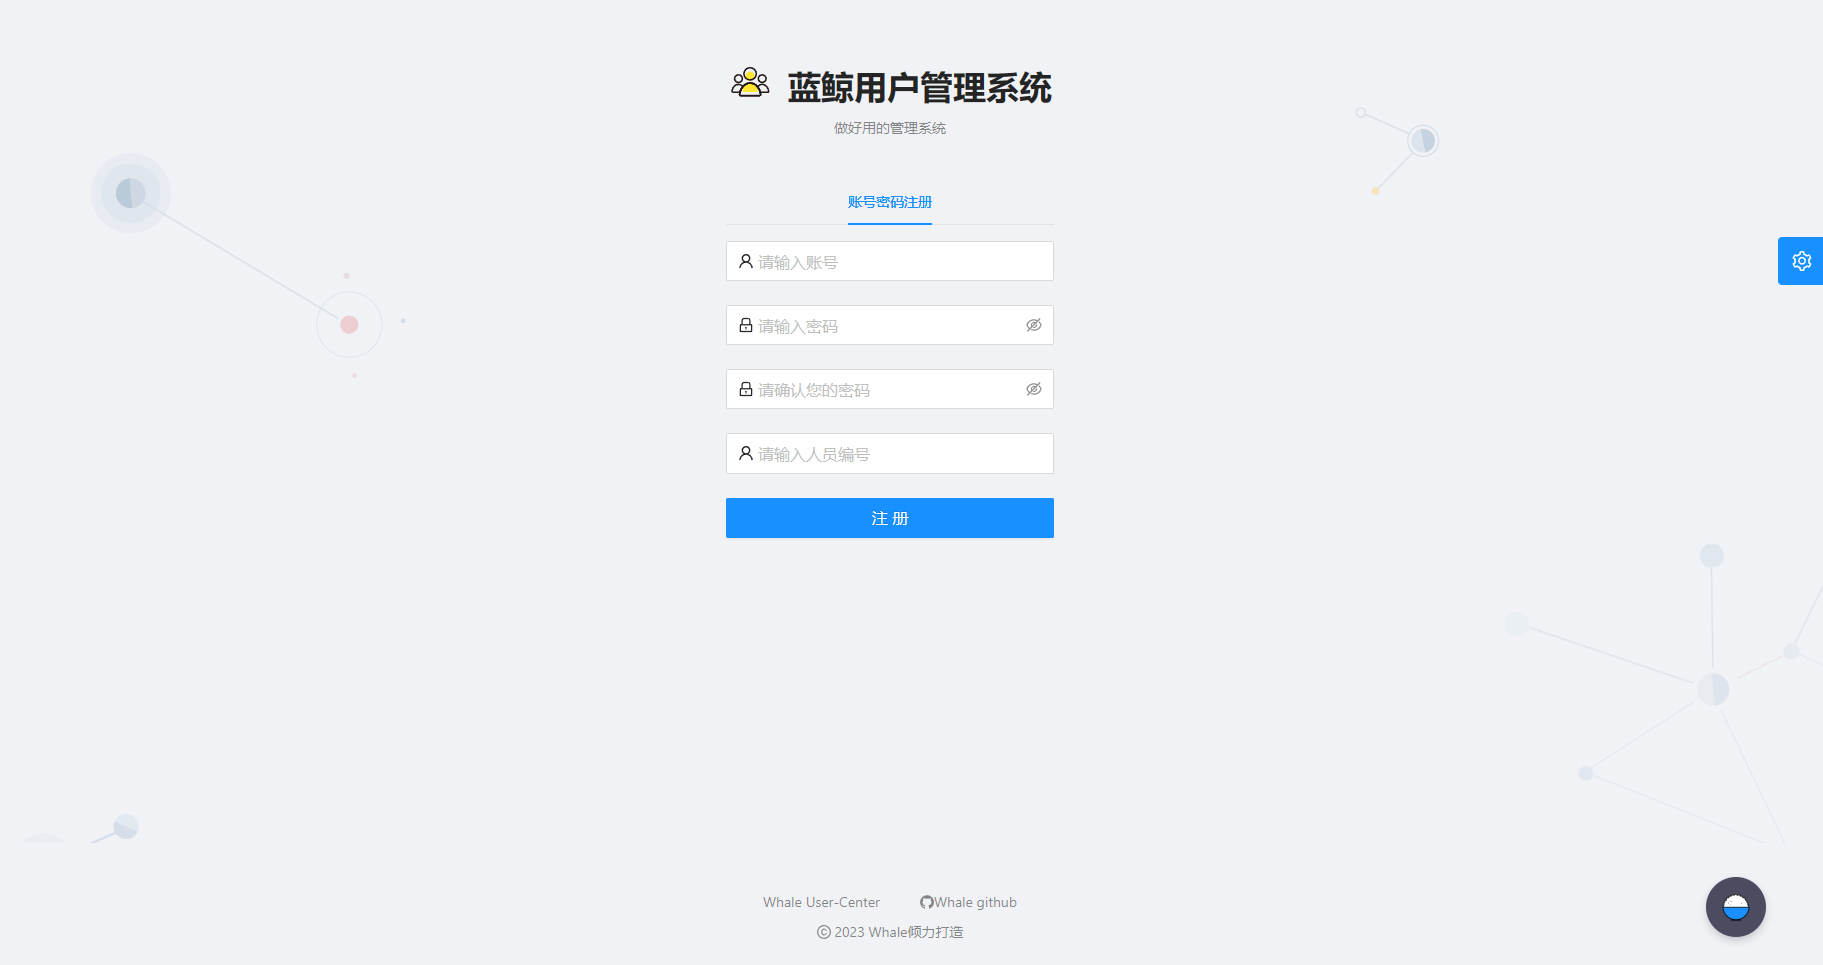 蓝鲸用户管理系统
做好用的管理系统
账号密码注册
请输入账号
请输入密码
请确认您的密码
请输入人员编号
注 册
Whale User-Center
Whale github
© 2023 Whale倾力打造